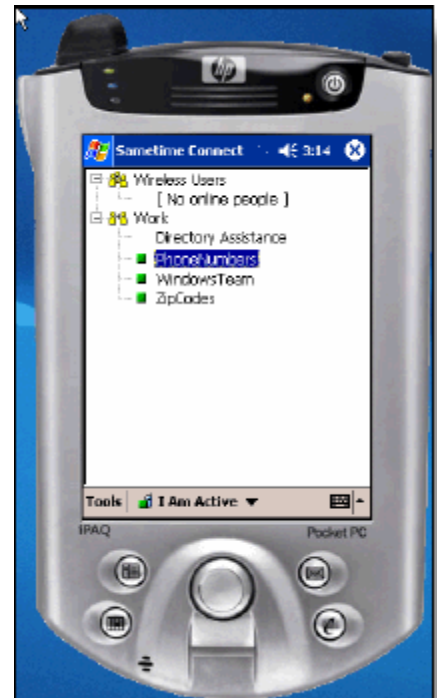 hp
Sametime Connect 3:14
Wireless Users
[ No online people ]
Work
Directory Assistance
PhoneNumbers
WindowsTeam
ZipCodes
Tools I Am Active
iPAQ Pocket PC